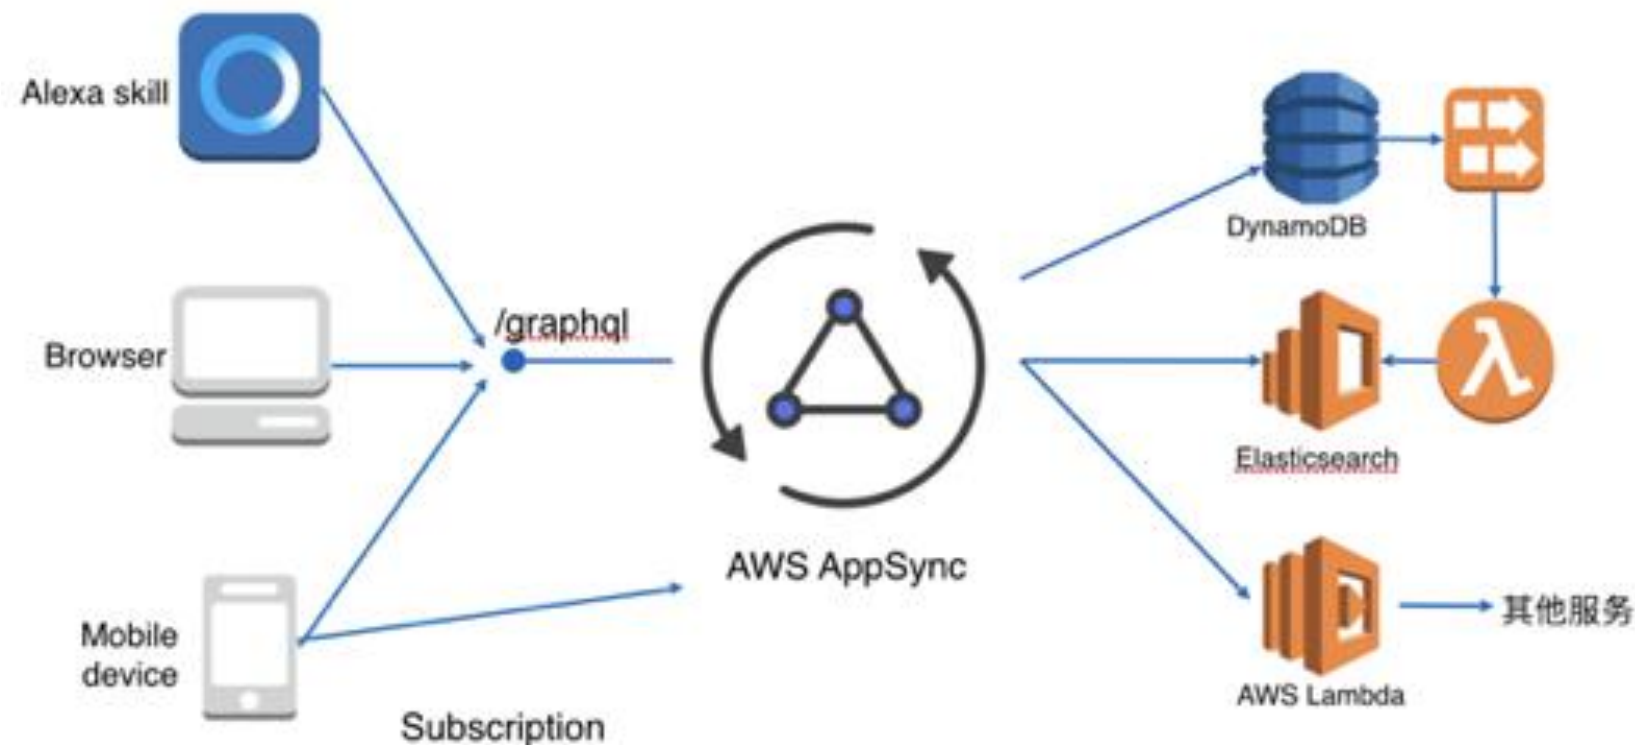 Alexa skill
Browser
Mobile
device
Subscription
/graphql
AWS AppSync
DynamoDB
Elasticsearch
AWS Lambda
其他服务